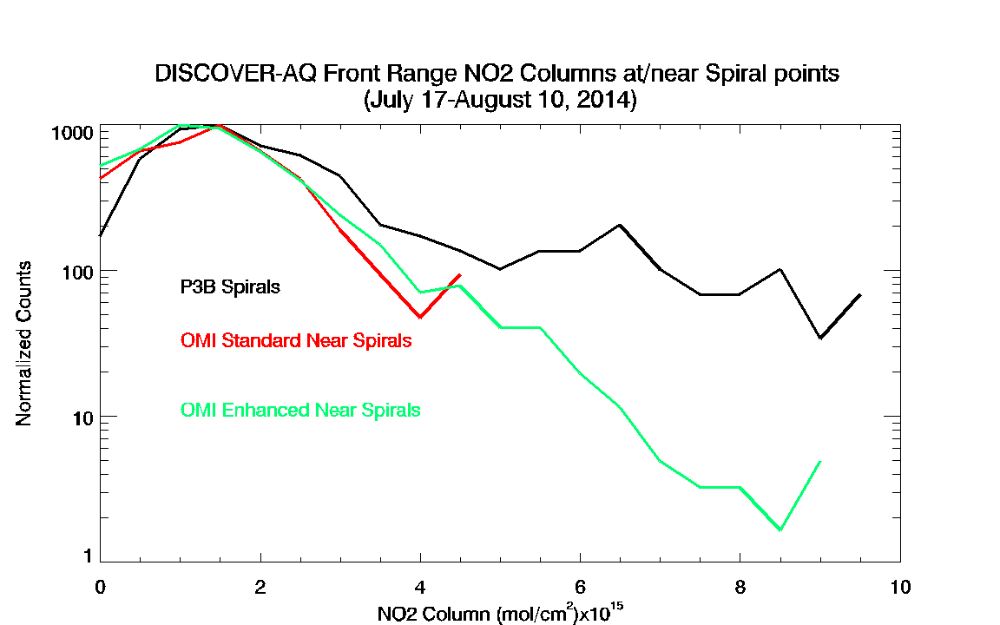 DISCOVER-AQ Front Range NO2 Columns at/near Spiral points
(July 17-August 10, 2014)
1000
100
10
1
Normalized Counts
P3B Spirals
OMI Standard Near Spirals
OMI Enhanced Near Spirals
0 2 4 6 8 10
NO2 Column (mol/cm²)x10¹⁵